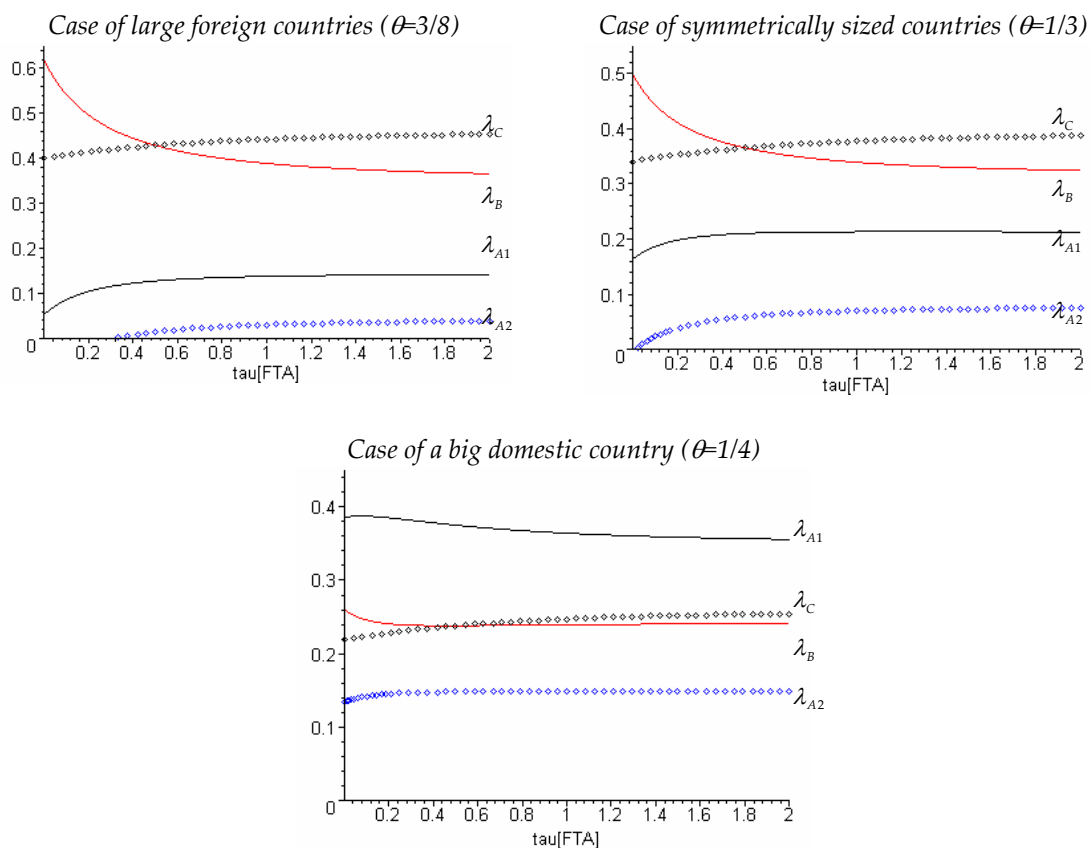 Case of large foreign countries (θ=3/8)
0.6
0.5
0.4
0.3
0.2
0.1
0
0.2 0.4 0.6 0.8 1 1.2 1.4 1.6 1.8 2
tau[FTA]
λC
λB
λA1
λA2
Case of symmetrically sized countries (θ=1/3)
0.5
0.4
0.3
0.2
0.1
0
0.2 0.4 0.6 0.8 1 1.2 1.4 1.6 1.8 2
tau[FTA]
λC
λB
λA1
λA2
Case of a big domestic country (θ=1/4)
0.4
0.3
0.2
0.1
0
0.2 0.4 0.6 0.8 1 1.2 1.4 1.6 1.8 2
tau[FTA]
λA1
λC
λB
λA2